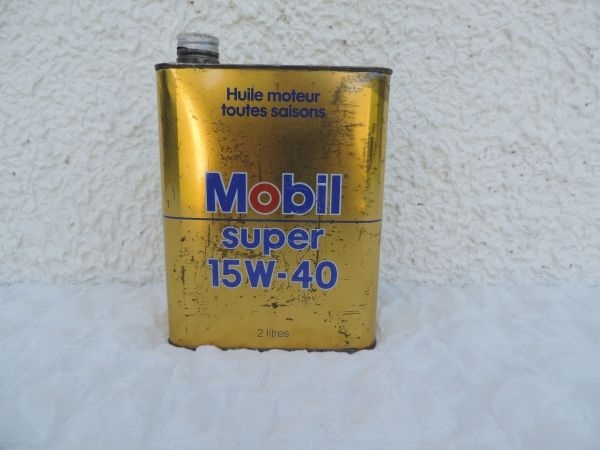 Huile moteur
toutes saisons
Mobil
super
15W-40
2 litres